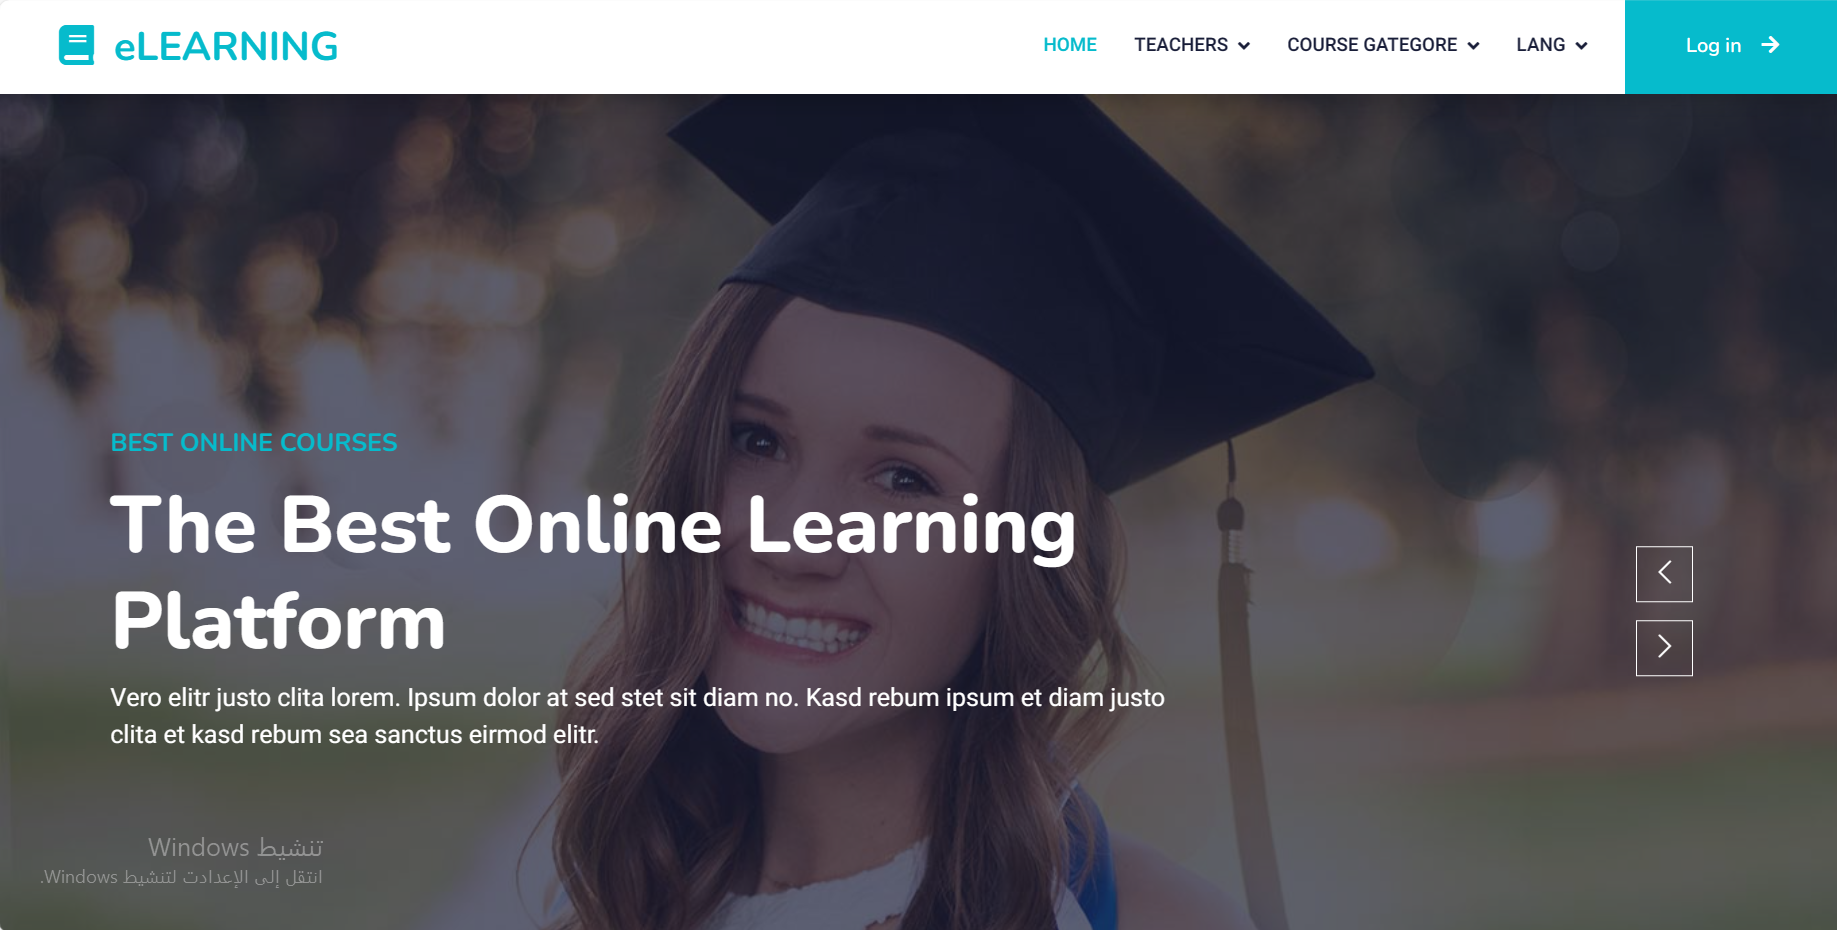 eLEARNING
HOME
TEACHERS
COURSE GATEGORE
LANG
Log in
BEST ONLINE COURSES
The Best Online Learning
Platform
Vero elitr justo clita lorem. Ipsum dolor at sed stet sit diam no. Kasd rebum ipsum et diam justo
clita et kasd rebum sea sanctus eirmod elitr.
تنشيط Windows
انتقل إلى الإعدادت لتنشيط Windows.